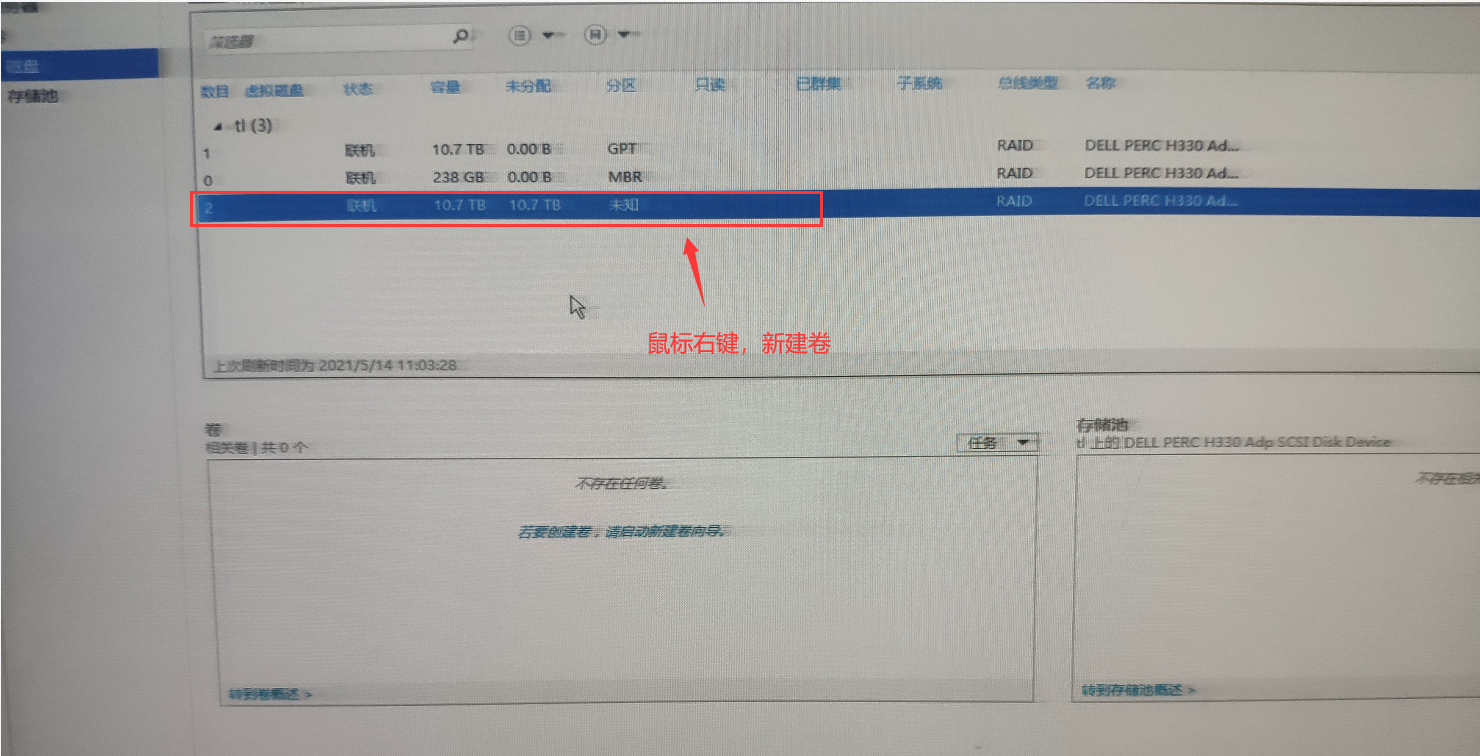 筛选器
磁盘
存储池
数目 虚拟磁盘 状态 容量 未分配 分区 只读 已群集 子系统 总线类型 名称
tl (3)
1 联机 10.7 TB 0.00 B GPT RAID DELL PERC H330 Ad...
0 联机 238 GB 0.00 B MBR RAID DELL PERC H330 Ad...
2 联机 10.7 TB 10.7 TB 未知 RAID DELL PERC H330 Ad...
鼠标右键，新建卷
上次刷新时间为 2021/5/14 11:03:28
卷
相关卷 | 共 0 个
任务
不存在任何卷。
若要创建卷，请启动新建卷向导。
转到卷概述 >
存储池
tl 上的 DELL PERC H330 Adp SCSI Disk Device
不存在相关
转到存储池概述 >